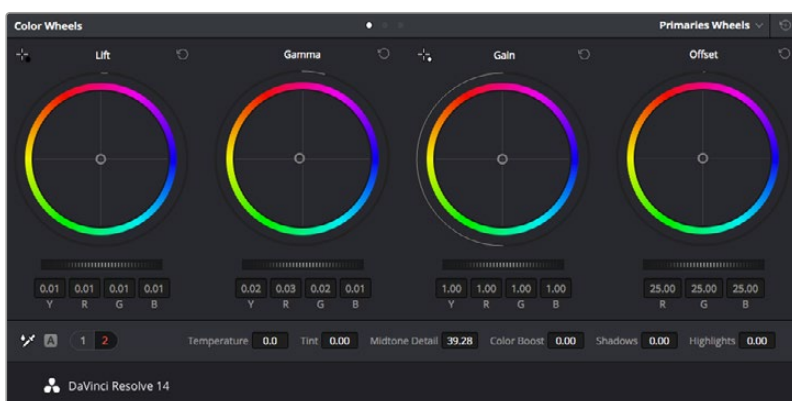 Color Wheels Primaries Wheels
Lift Gamma Gain Offset
0.01 0.01 0.01 0.01 0.02 0.03 0.02 0.01 1.00 1.00 1.00 1.00 25.00 25.00 25.00
Y R G B Y R G B Y R G B R G B
A 1 2 Temperature 0.0 Tint 0.00 Midtone Detail 39.28 Color Boost 0.00 Shadows 0.00 Highlights 0.00
DaVinci Resolve 14